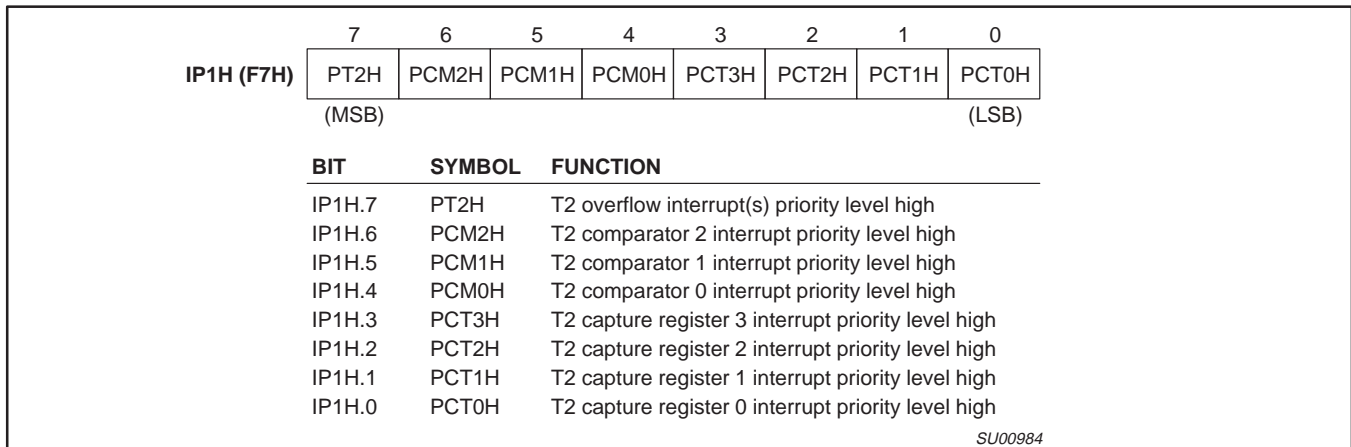 7 6 5 4 3 2 1 0
IP1H (F7H) PT2H PCM2H PCM1H PCM0H PCT3H PCT2H PCT1H PCT0H
(MSB) (LSB)
BIT SYMBOL FUNCTION
IP1H.7 PT2H T2 overflow interrupt(s) priority level high
IP1H.6 PCM2H T2 comparator 2 interrupt priority level high
IP1H.5 PCM1H T2 comparator 1 interrupt priority level high
IP1H.4 PCM0H T2 comparator 0 interrupt priority level high
IP1H.3 PCT3H T2 capture register 3 interrupt priority level high
IP1H.2 PCT2H T2 capture register 2 interrupt priority level high
IP1H.1 PCT1H T2 capture register 1 interrupt priority level high
IP1H.0 PCT0H T2 capture register 0 interrupt priority level high
SU00984